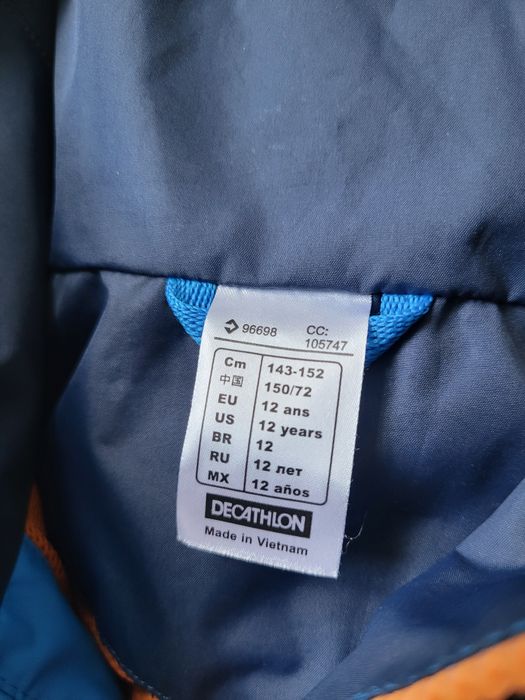 96698 CC:
105747
Cm 143-152
中国 150/72
EU 12 ans
US 12 years
BR 12
RU 12 лет
MX 12 años
DECATHLON
Made in Vietnam